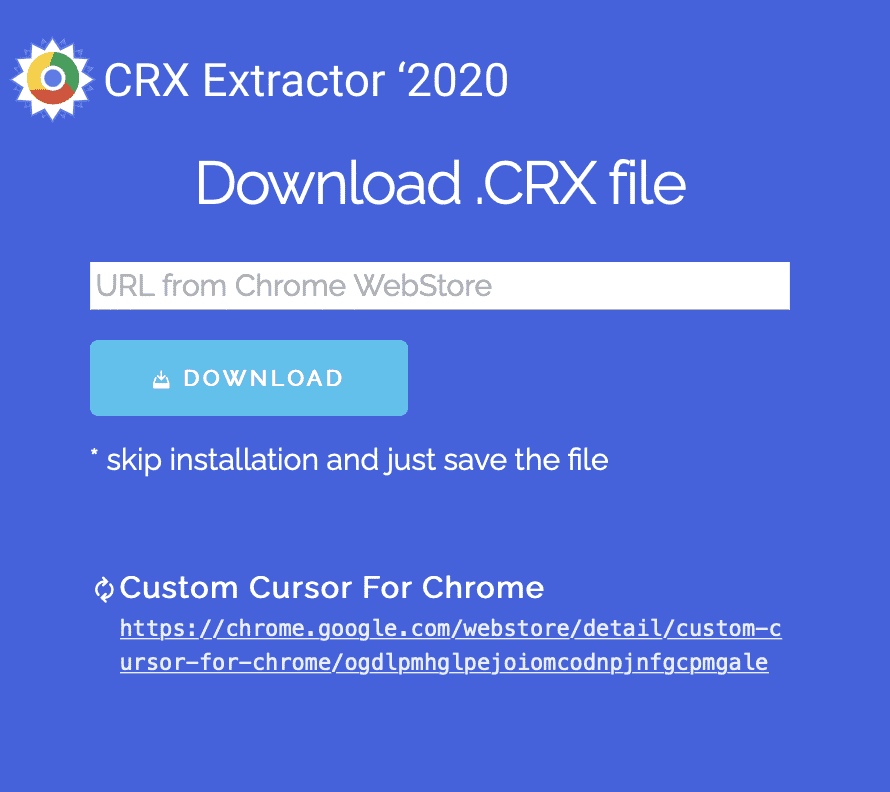 CRX Extractor ‘2020
Download .CRX file
URL from Chrome WebStore
DOWNLOAD
* skip installation and just save the file
Custom Cursor For Chrome
https://chrome.google.com/webstore/detail/custom-c
ursor-for-chrome/ogdlpmhglpejoiomcodnpjnfgcpmgale